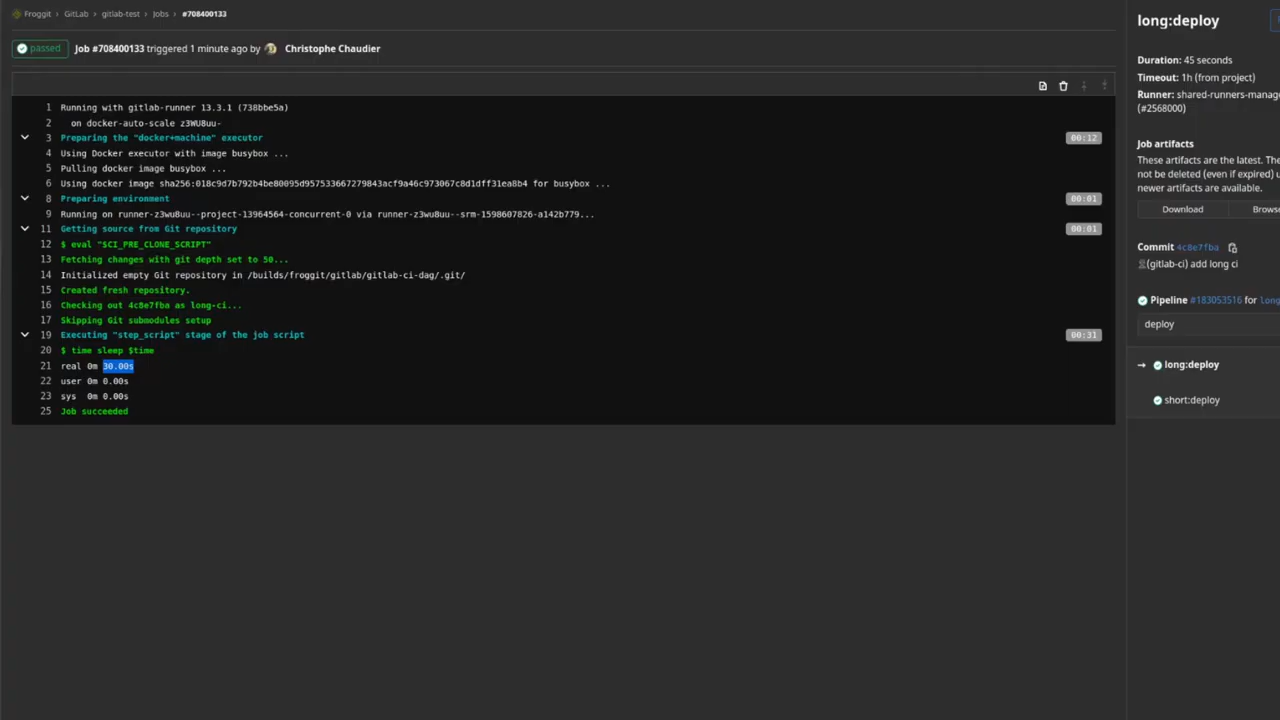 Froggit > GitLab > gitlab-test > Jobs > #708400133
passed Job #708400133 triggered 1 minute ago by Christophe Chaudier
1 Running with gitlab-runner 13.3.1 (738bbe5a)
2 on docker-auto-scale z3WU8uu-
3 Preparing the "docker+machine" executor 00:12
4 Using Docker executor with image busybox ...
5 Pulling docker image busybox ...
6 Using docker image sha256:018c9d7b792b4be80095d957533667279843acf9a46c973067c8d1dff31ea8b4 for busybox ...
8 Preparing environment 00:01
9 Running on runner-z3wu8uu--project-13964564-concurrent-0 via runner-z3wu8uu--srm-1598607826-a142b779...
11 Getting source from Git repository 00:01
12 $ eval "$CI_PRE_CLONE_SCRIPT"
13 Fetching changes with git depth set to 50...
14 Initialized empty Git repository in /builds/froggit/gitlab/gitlab-ci-dag/.git/
15 Created fresh repository.
16 Checking out 4c8e7fba as long-ci...
17 Skipping Git submodules setup
19 Executing "step_script" stage of the job script 00:31
20 $ time sleep $time
21 real 0m 30.00s
22 user 0m 0.00s
23 sys 0m 0.00s
25 Job succeeded
long:deploy
Duration: 45 seconds
Timeout: 1h (from project)
Runner: shared-runners-manag
(#2568000)
Job artifacts
These artifacts are the latest. The
not be deleted (even if expired) u
newer artifacts are available.
Download Brows
Commit 4c8e7fba
(gitlab-ci) add long ci
Pipeline #183053516 for long
deploy
→ long:deploy
short:deploy